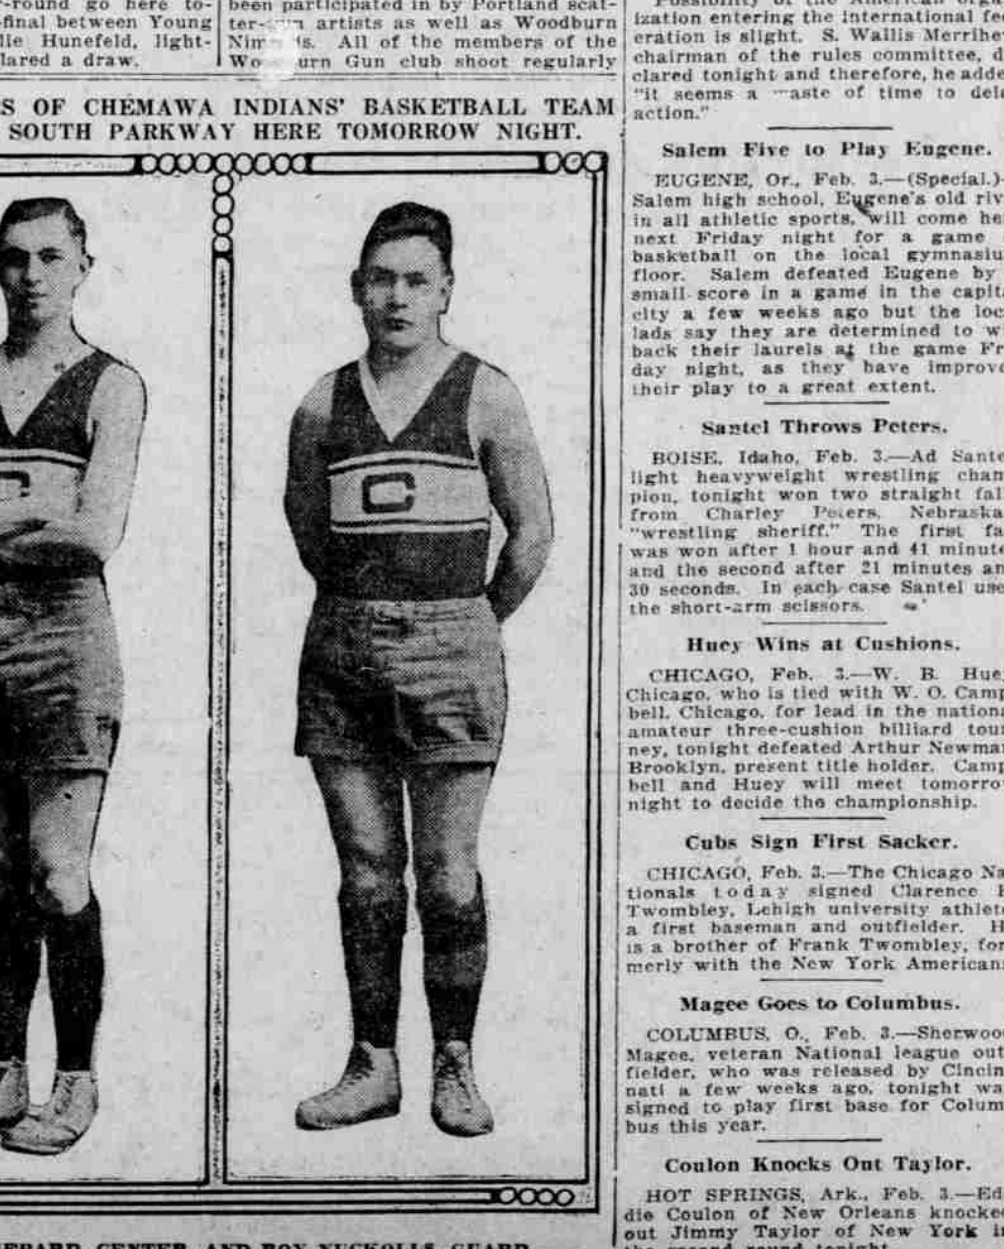 -round go here to-
-final between Young
lie Hunefeld, light-
lared a draw.
been participated in by Portland scat-
artists as well as Woodburn
All of the members of the
Gun club shoot regularly
S OF CHEMAWA INDIANS' BASKETBALL TEAM
SOUTH PARKWAY HERE TOMORROW NIGHT.
C
ization entering the international fe
eration is slight. S. Wallis Merrihe
chairman of the rules committee, d
clared tonight and therefore, he adde
"it seems a aste of time to dela
action."
Salem Five to Play Eugene.
EUGENE, Or., Feb. 3.—(Special.)—
Salem high school, Eugene's old riv
in all athletic sports, will come he
next Friday night for a game
basketball on the local gymnasiu
floor. Salem defeated Eugene by
small score in a game in the capit
city a few weeks ago but the loc
lads say they are determined to w
back their laurels at the game Fr
day night, as they have improve
their play to a great extent.
Santel Throws Peters.
BOISE, Idaho, Feb. 3.—Ad Sante
light heavyweight wrestling cham
pion, tonight won two straight fal
from Charley Peters, Nebraska
"wrestling sheriff." The first fa
was won after 1 hour and 41 minute
and the second after 21 minutes an
30 seconds. In each case Santel use
the short-arm scissors.
Huey Wins at Cushions.
CHICAGO, Feb. 3.—W. B. Huey
Chicago, who is tied with W. O. Camp
bell, Chicago, for lead in the nationa
amateur three-cushion billiard tour
ney, tonight defeated Arthur Newman
Brooklyn, present title holder. Camp
bell and Huey will meet tomorro
night to decide the championship.
Cubs Sign First Sacker.
CHICAGO, Feb. 3.—The Chicago Na
tionals today signed Clarence
Twombley, Lehigh university athlete
a first baseman and outfielder. H
is a brother of Frank Twombley, for
merly with the New York Americans
Magee Goes to Columbus.
COLUMBUS, O., Feb. 3.—Sherwood
Magee, veteran National league out
fielder, who was released by Cincin
nati a few weeks ago, tonight wa
signed to play first base for Colum
bus this year.
Coulon Knocks Out Taylor.
HOT SPRINGS, Ark., Feb. 3.—Ed
die Coulon of New Orleans knocked
out Jimmy Taylor of New York i
CENTER, AND ROY NUCKOLLS, GUARD